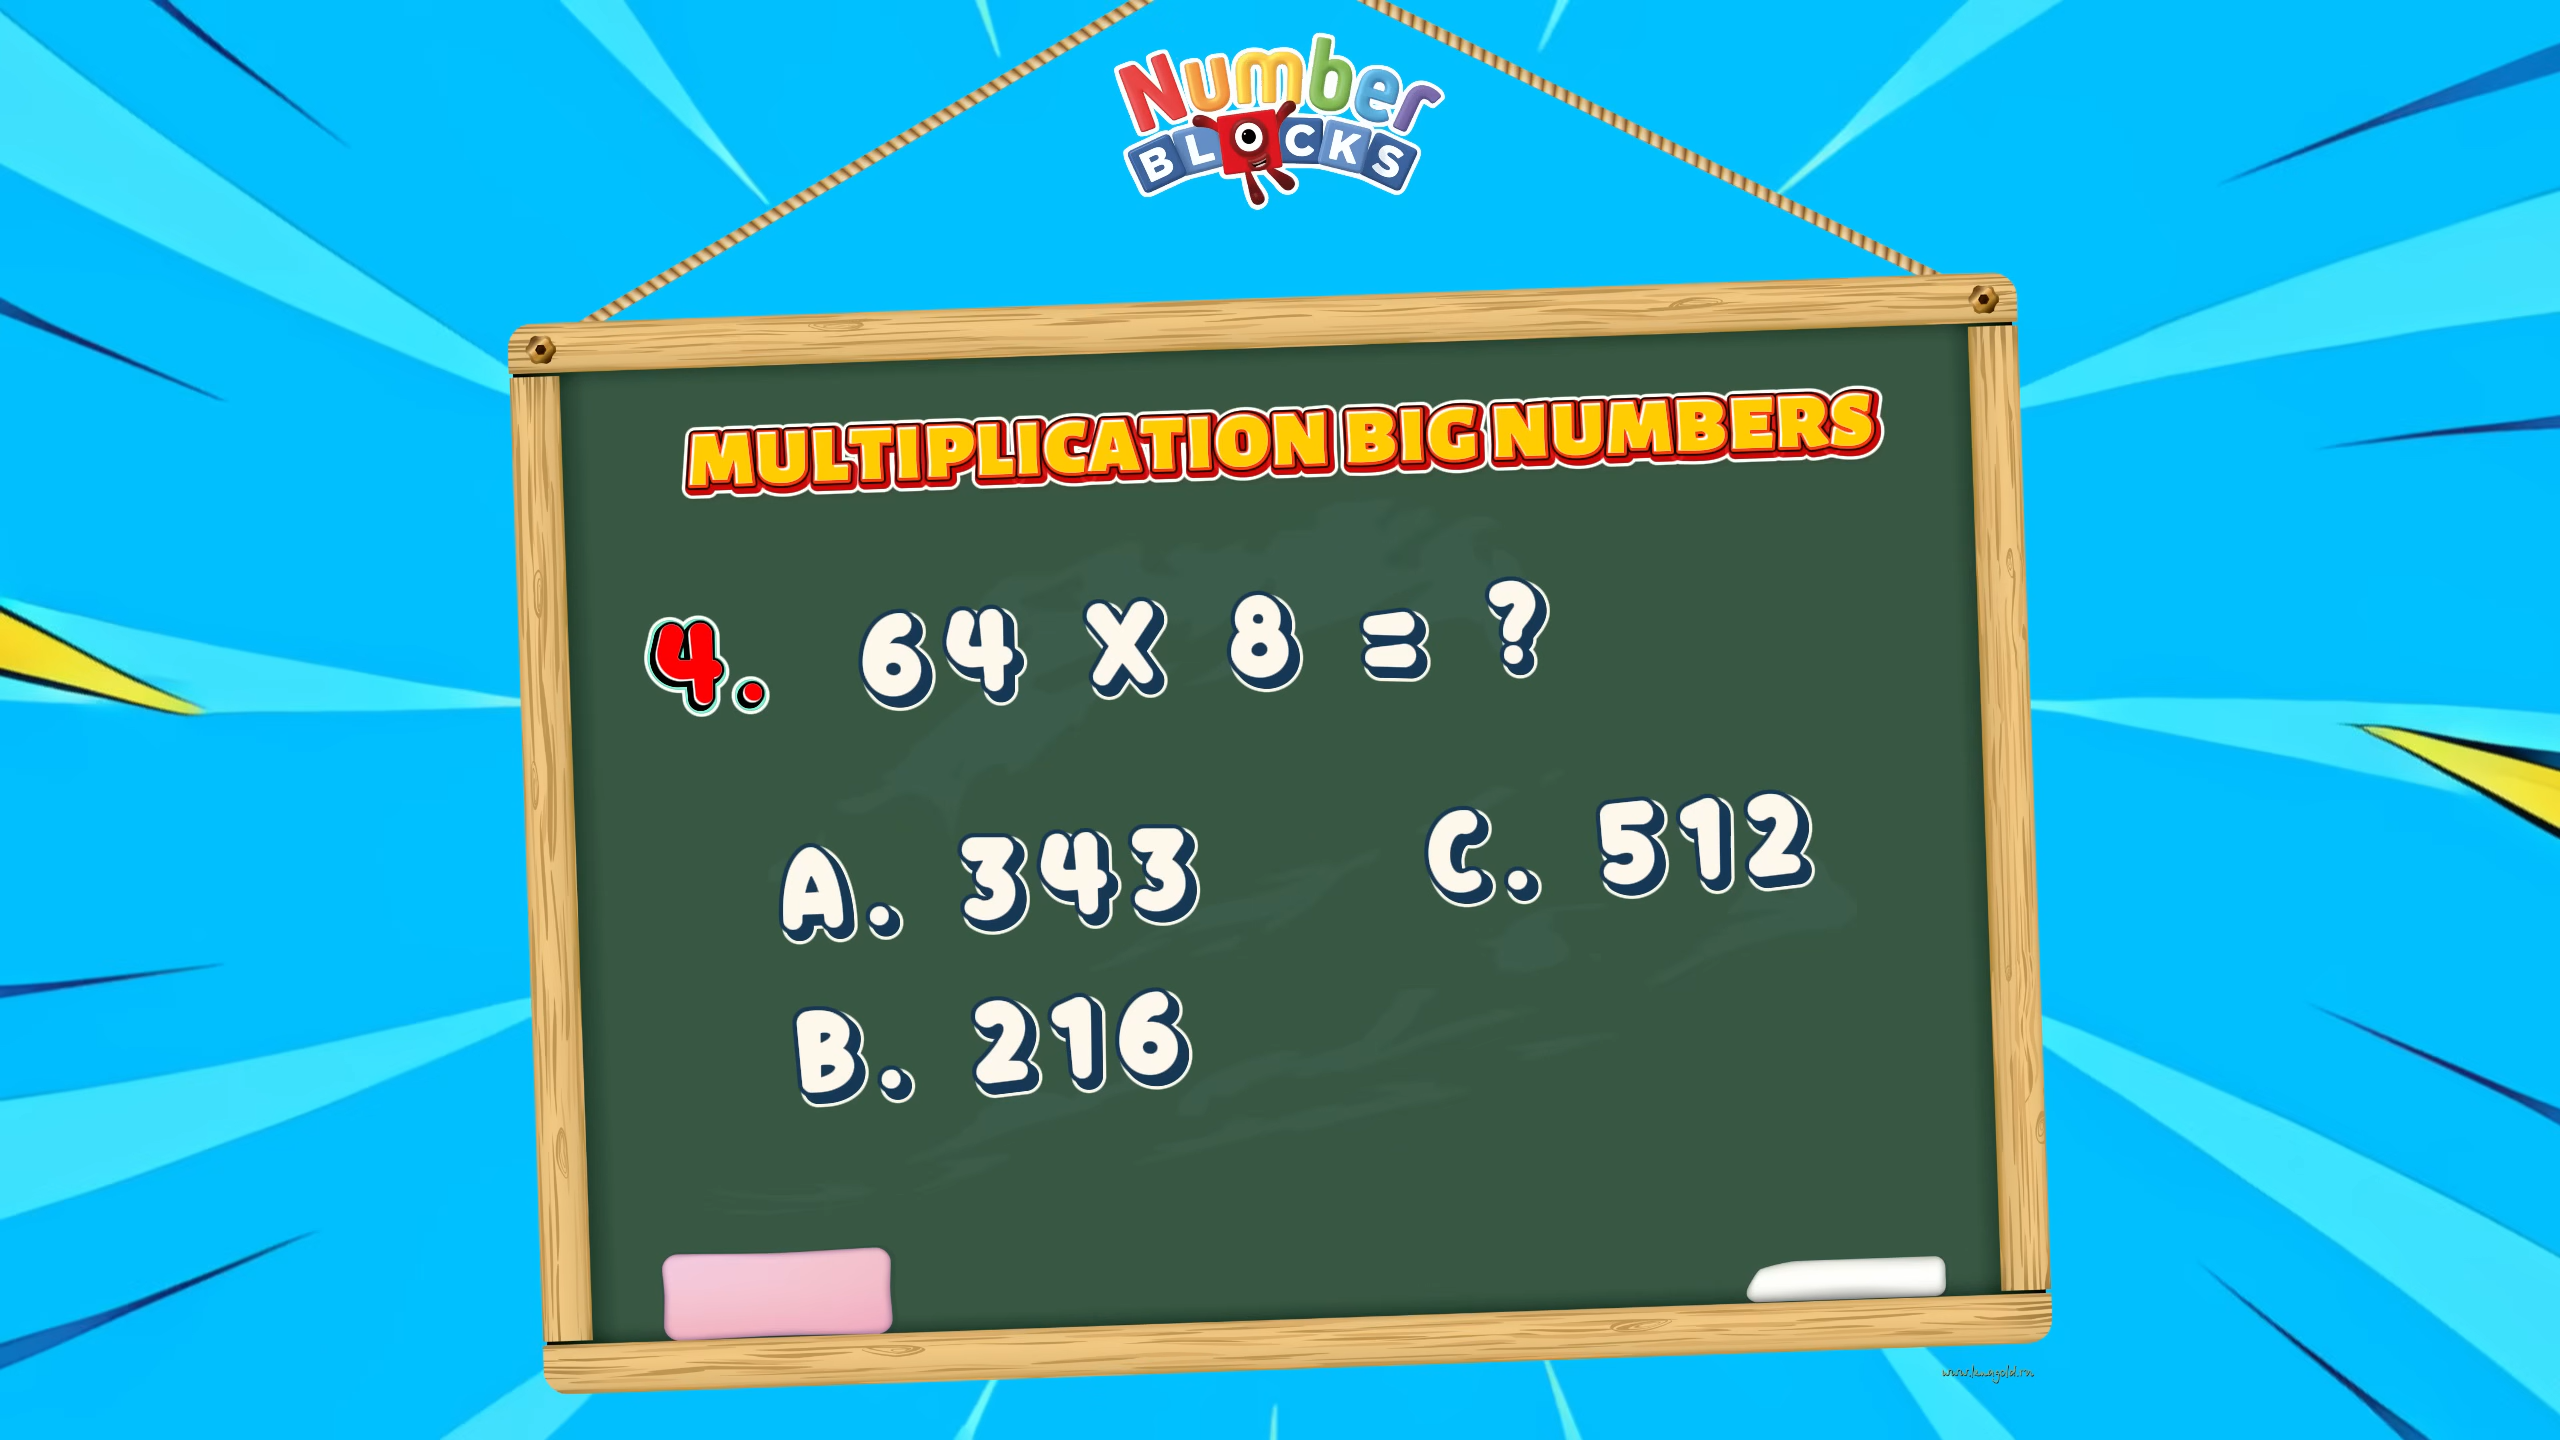 Number
BLOCKS
MULTIPLICATION BIG NUMBERS
4. 64 X 8 = ?
A. 343
C. 512
B. 216